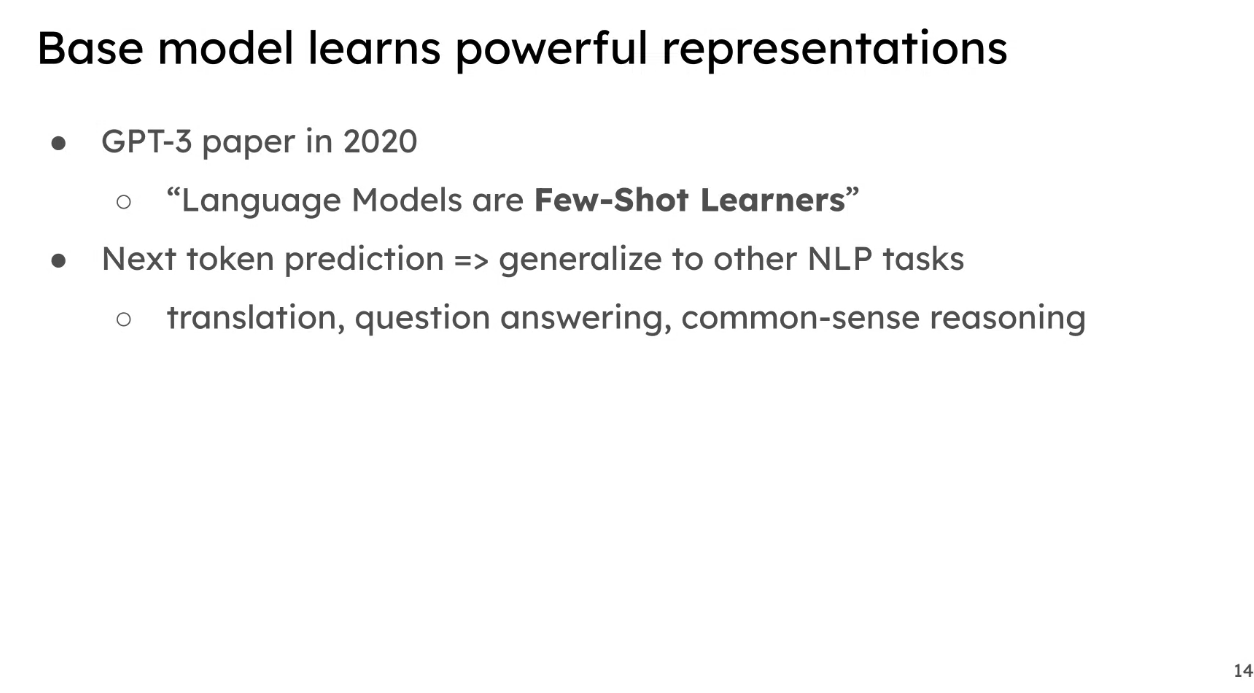 Base model learns powerful representations
● GPT-3 paper in 2020
○ “Language Models are Few-Shot Learners”
● Next token prediction => generalize to other NLP tasks
○ translation, question answering, common-sense reasoning
14